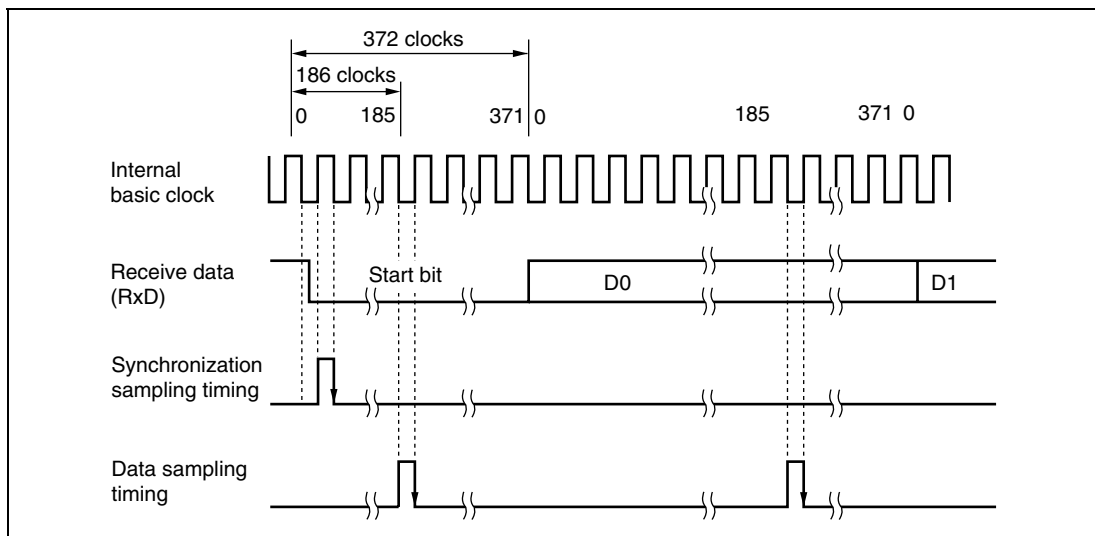 372 clocks
186 clocks
0 185 371 0 185 371 0
Internal
basic clock
Receive data
(RxD)
Start bit D0 D1
Synchronization
sampling timing
Data sampling
timing